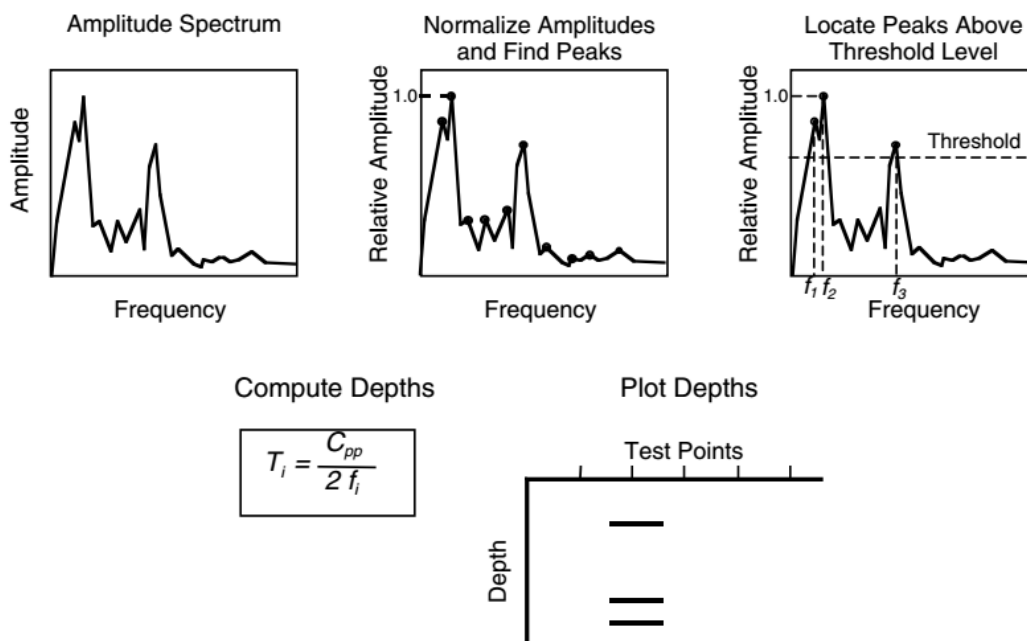 Amplitude Spectrum
Amplitude
Frequency
Normalize Amplitudes
and Find Peaks
1.0
Relative Amplitude
Frequency
Locate Peaks Above
Threshold Level
1.0
Threshold
Relative Amplitude
f1 f2 f3
Frequency
Compute Depths
Ti = Cpp / 2 fi
Plot Depths
Test Points
Depth